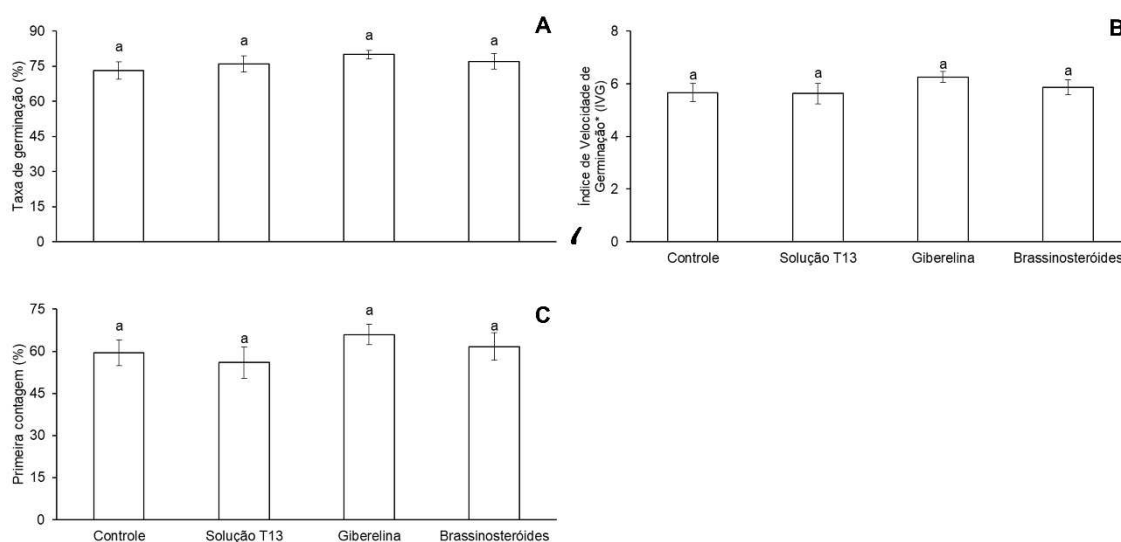 A
Taxa de germinação (%)
90
75
60
45
30
15
0
a a a a
B
Índice de Velocidade de
Germinação* (IVG)
8
6
4
2
0
a a a a
Controle Solução T13 Giberelina Brassinosteróides
C
Primeira contagem (%)
75
60
45
30
15
0
a a a a
Controle Solução T13 Giberelina Brassinosteróides